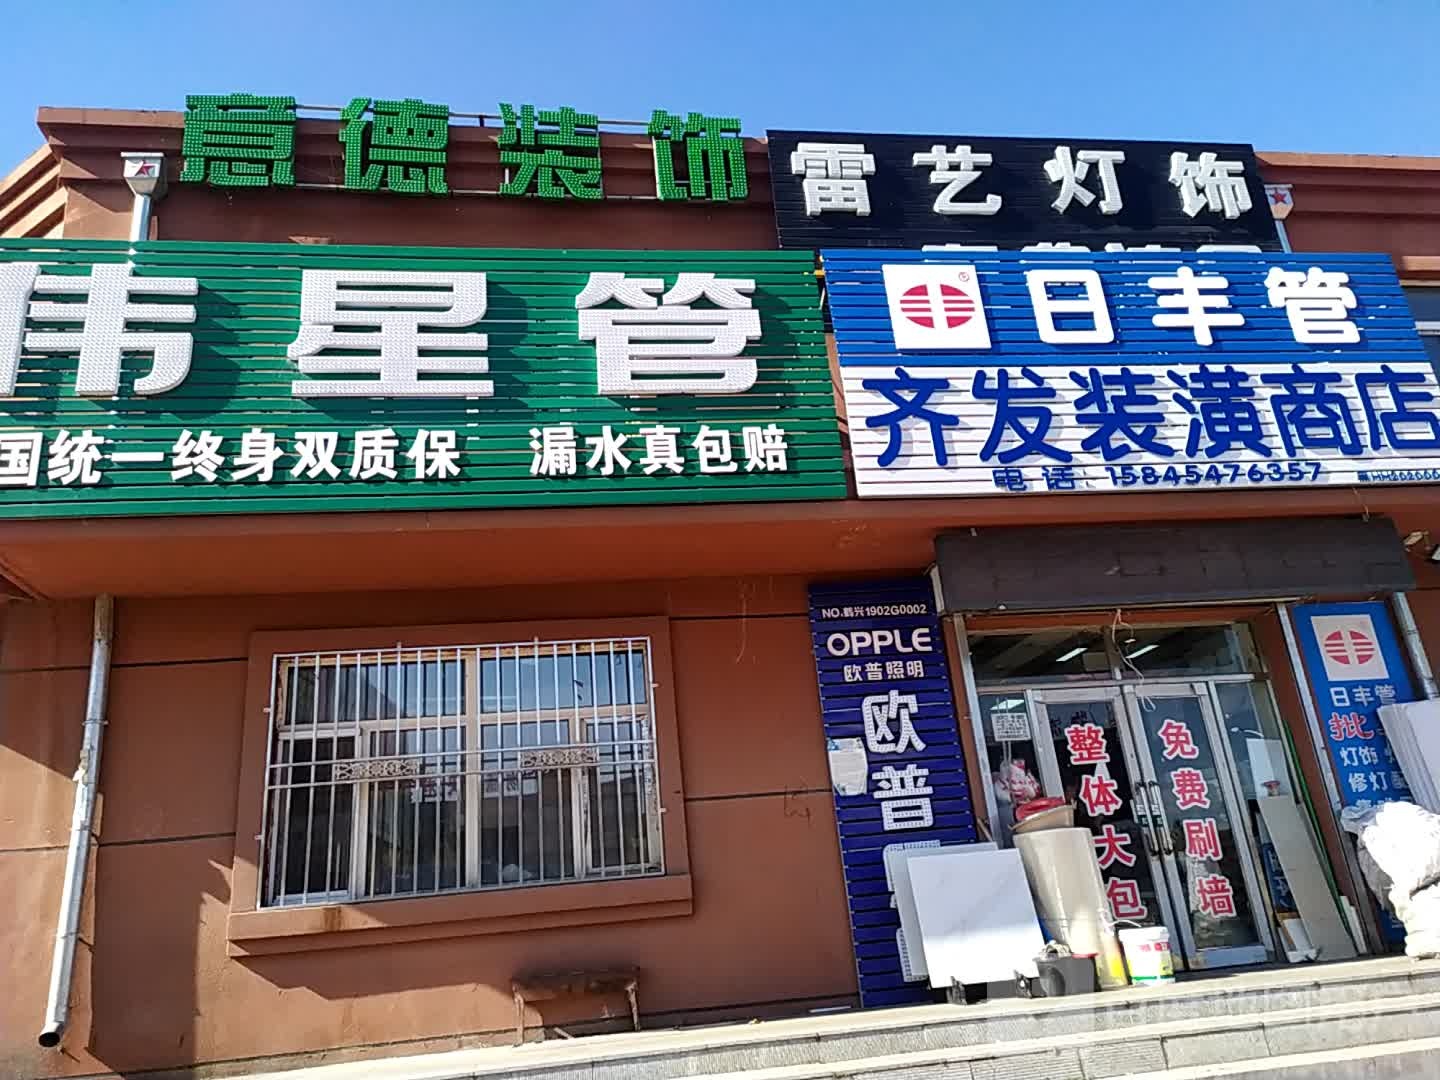 意德装饰
雷艺灯饰
伟星管
国统一终身双质保 漏水真包赔
日丰管
齐发装潢商店
电话:15845476357
NO.鹤兴1902G0002
OPPLE
欧普照明
欧普
整体大包
免费刷墙
日丰管
批
灯饰
修灯